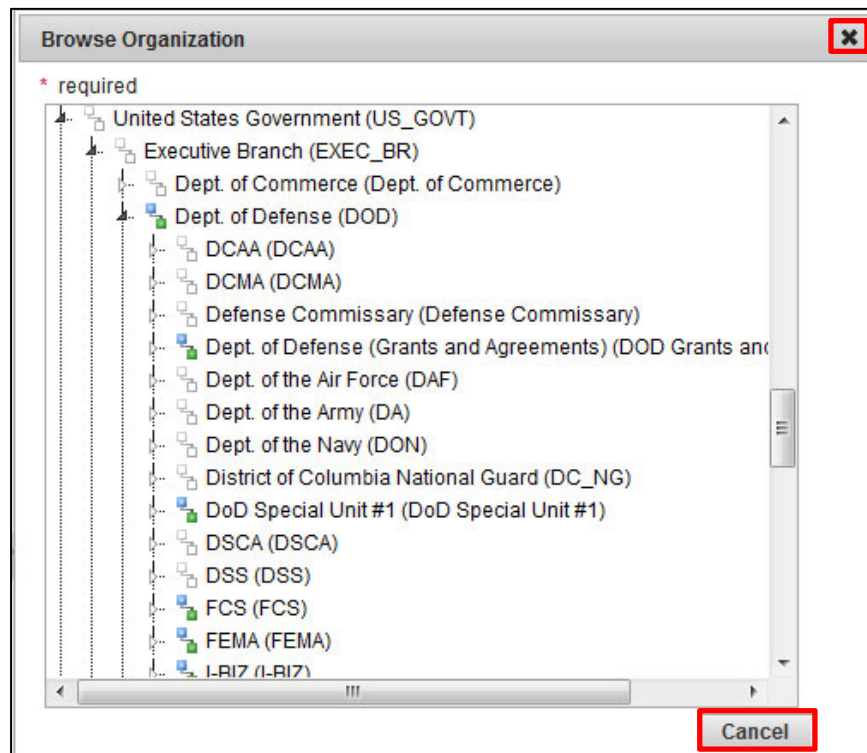 Browse Organization
* required
United States Government (US_GOVT)
Executive Branch (EXEC_BR)
Dept. of Commerce (Dept. of Commerce)
Dept. of Defense (DOD)
DCAA (DCAA)
DCMA (DCMA)
Defense Commissary (Defense Commissary)
Dept. of Defense (Grants and Agreements) (DOD Grants and
Dept. of the Air Force (DAF)
Dept. of the Army (DA)
Dept. of the Navy (DON)
District of Columbia National Guard (DC_NG)
DoD Special Unit #1 (DoD Special Unit #1)
DSCA (DSCA)
DSS (DSS)
FCS (FCS)
FEMA (FEMA)
I-BIZ (I-BIZ)
Cancel